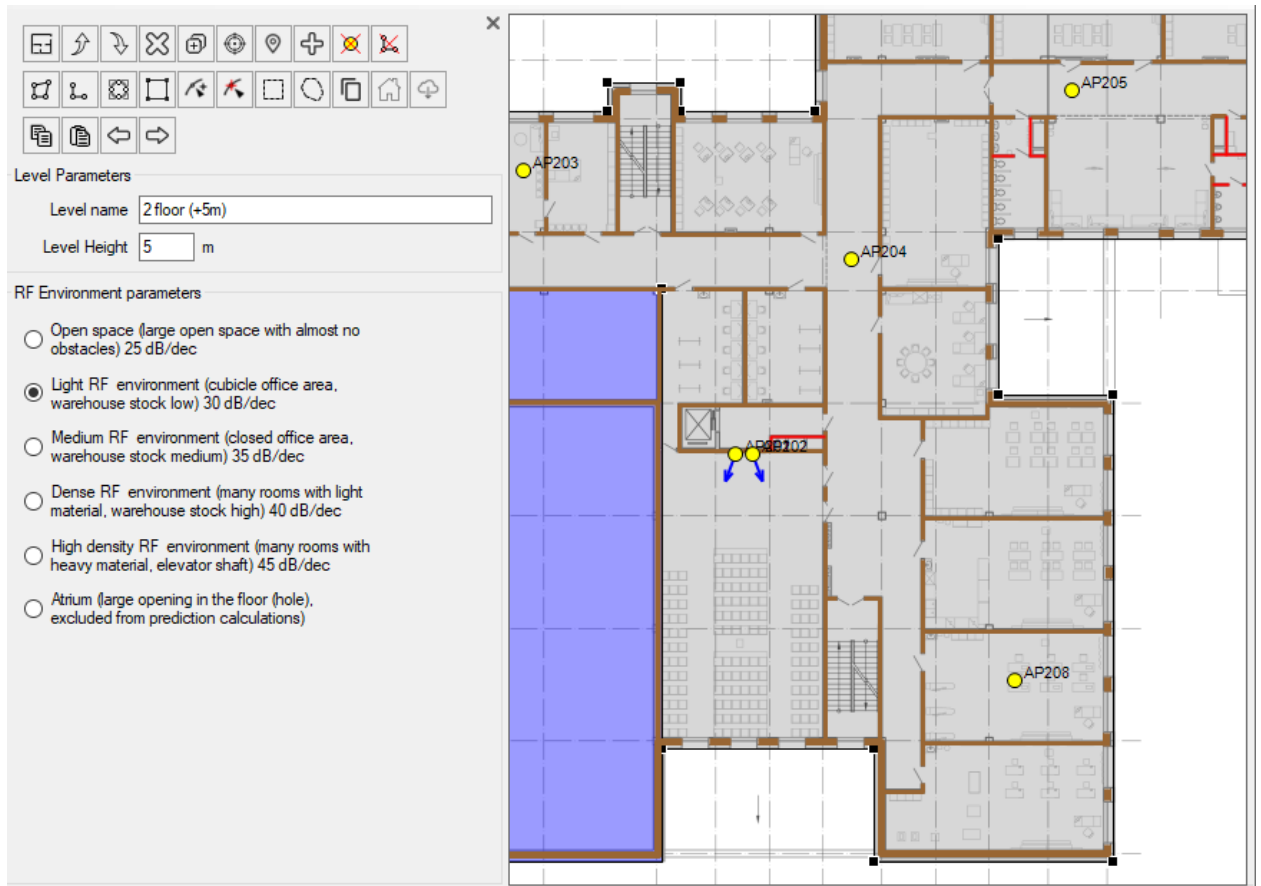 Level Parameters
Level name 2 floor (+5m)
Level Height 5 m
RF Environment parameters
Open space (large open space with almost no
obstacles) 25 dB/dec
Light RF environment (cubicle office area,
warehouse stock low) 30 dB/dec
Medium RF environment (closed office area,
warehouse stock medium) 35 dB/dec
Dense RF environment (many rooms with light
material, warehouse stock high) 40 dB/dec
High density RF environment (many rooms with
heavy material, elevator shaft) 45 dB/dec
Atrium (large opening in the floor (hole),
excluded from prediction calculations)
AP205
AP203
AP204
AP202
AP208